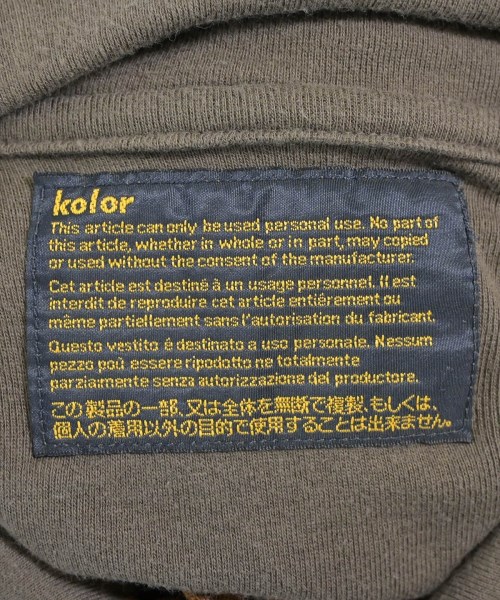 kolor
This article can only be used personal use. No part of
this article, whether in whole or in part, may copied
or used without the consent of the manufacturer.
Cet article est destiné à un usage personnel. Il est
interdit de reproduire cet article entiérement ou
même partiellement sans l'autorisation du fabricant.
Questo vestito é destinato a uso personale. Nessum
pezzo poù essere ripodotto ne totalmente
parziamente senza autorizzazione del productore.
この製品の一部、又は全体を無断で複製、もしくは、
個人の着用以外の目的で使用することは出来ません。